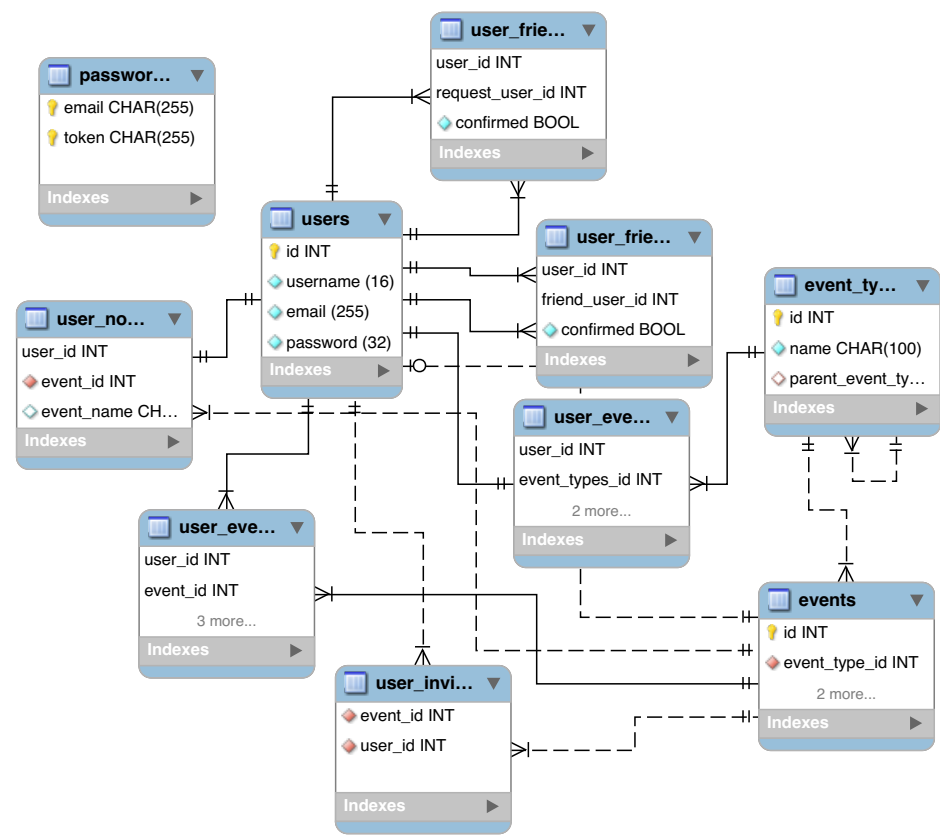 user_frie...
user_id INT
request_user_id INT
confirmed BOOL
Indexes
passwor...
email CHAR(255)
token CHAR(255)
Indexes
users
id INT
username (16)
email (255)
password (32)
Indexes
user_frie...
user_id INT
friend_user_id INT
confirmed BOOL
Indexes
event_ty...
id INT
name CHAR(100)
parent_event_ty...
Indexes
user_no...
user_id INT
event_id INT
event_name CH...
Indexes
user_eve...
user_id INT
event_types_id INT
2 more...
Indexes
user_eve...
user_id INT
event_id INT
3 more...
Indexes
events
id INT
event_type_id INT
2 more...
Indexes
user_invi...
event_id INT
user_id INT
Indexes